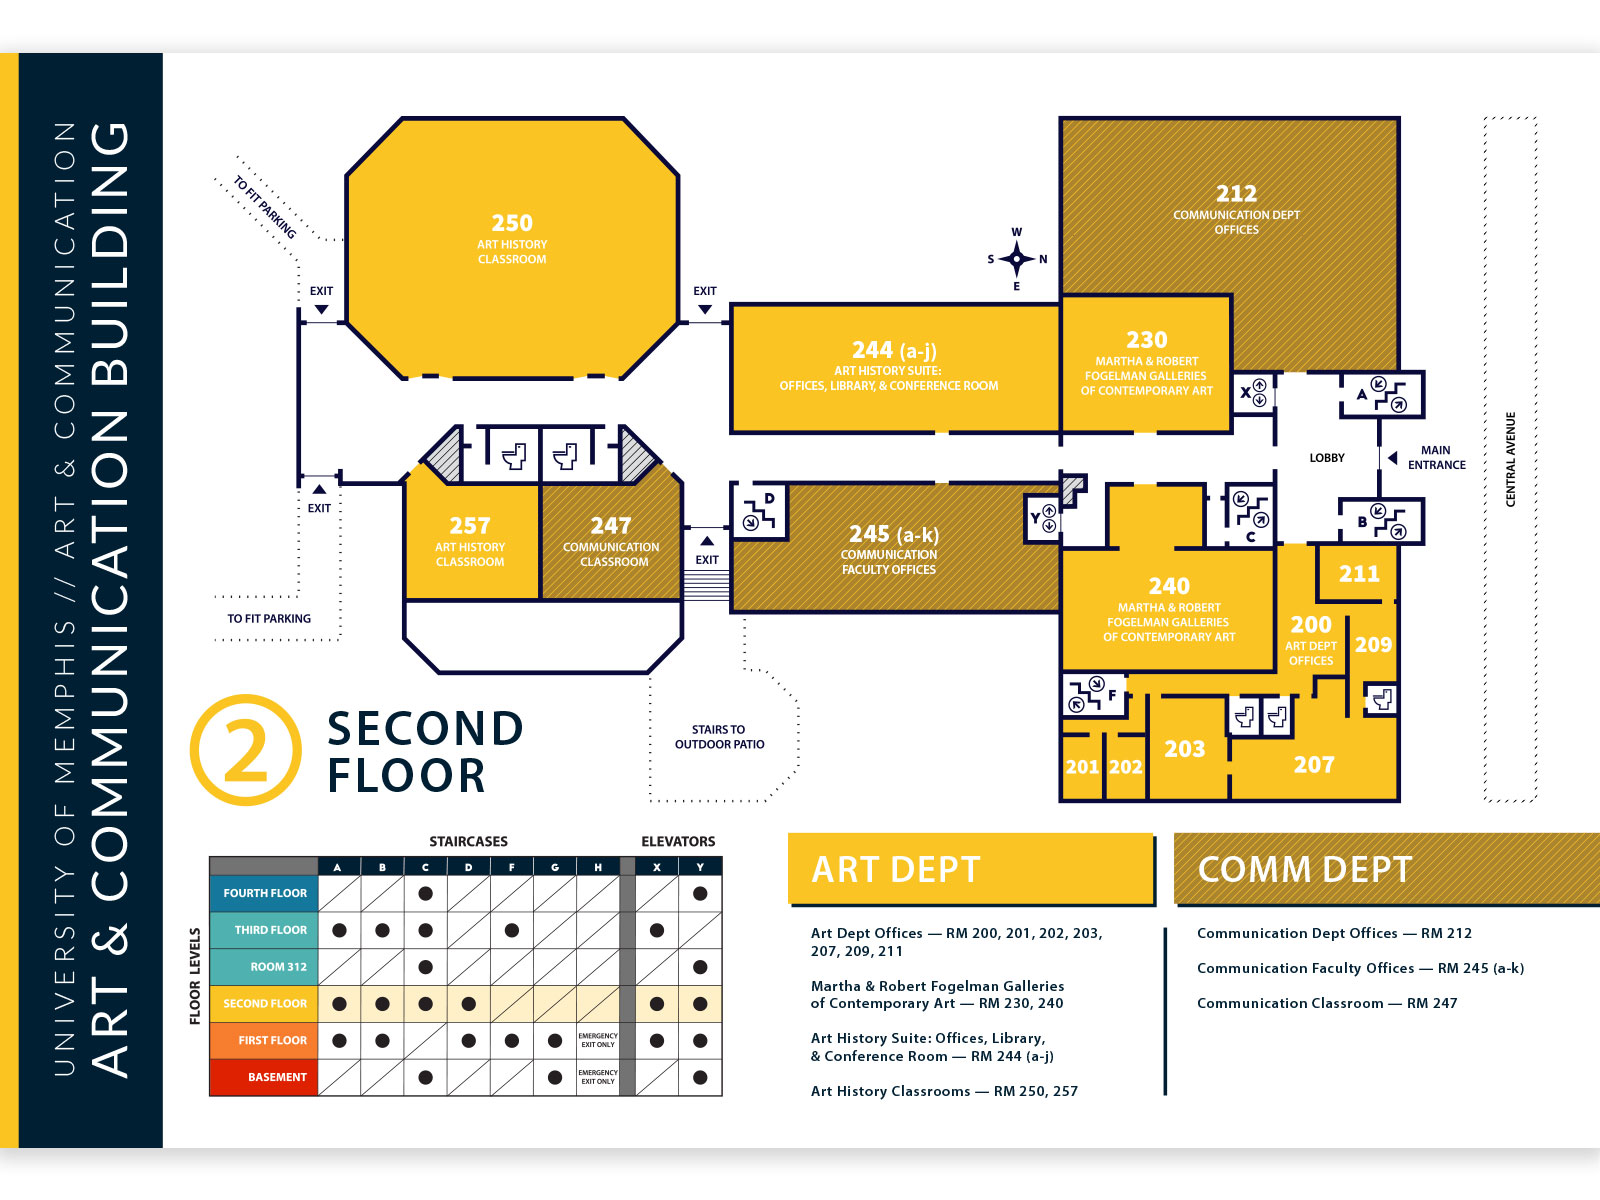 UNIVERSITY OF MEMPHIS // ART & COMMUNICATION
ART & COMMUNICATION BUILDING
TO FIT PARKING
250
ART HISTORY
CLASSROOM
EXIT
EXIT
W
S N
E
212
COMMUNICATION DEPT
OFFICES
244 (a-j)
ART HISTORY SUITE:
OFFICES, LIBRARY, & CONFERENCE ROOM
230
MARTHA & ROBERT
FOGELMAN GALLERIES
OF CONTEMPORARY ART
X
A
LOBBY
MAIN
ENTRANCE
CENTRAL AVENUE
EXIT
257
ART HISTORY
CLASSROOM
247
COMMUNICATION
CLASSROOM
EXIT
D
245 (a-k)
COMMUNICATION
FACULTY OFFICES
Y
C
B
240
MARTHA & ROBERT
FOGELMAN GALLERIES
OF CONTEMPORARY ART
211
200
ART DEPT
OFFICES
209
TO FIT PARKING
F
201
202
203
207
STAIRS TO
OUTDOOR PATIO
2
SECOND
FLOOR
STAIRCASES ELEVATORS
A B C D F G H X Y
FLOOR LEVELS
FOURTH FLOOR
THIRD FLOOR
ROOM 312
SECOND FLOOR
FIRST FLOOR
EMERGENCY
EXIT ONLY
BASEMENT
EMERGENCY
EXIT ONLY
ART DEPT
Art Dept Offices — RM 200, 201, 202, 203,
207, 209, 211
Martha & Robert Fogelman Galleries
of Contemporary Art — RM 230, 240
Art History Suite: Offices, Library,
& Conference Room — RM 244 (a-j)
Art History Classrooms — RM 250, 257
COMM DEPT
Communication Dept Offices — RM 212
Communication Faculty Offices — RM 245 (a-k)
Communication Classroom — RM 247